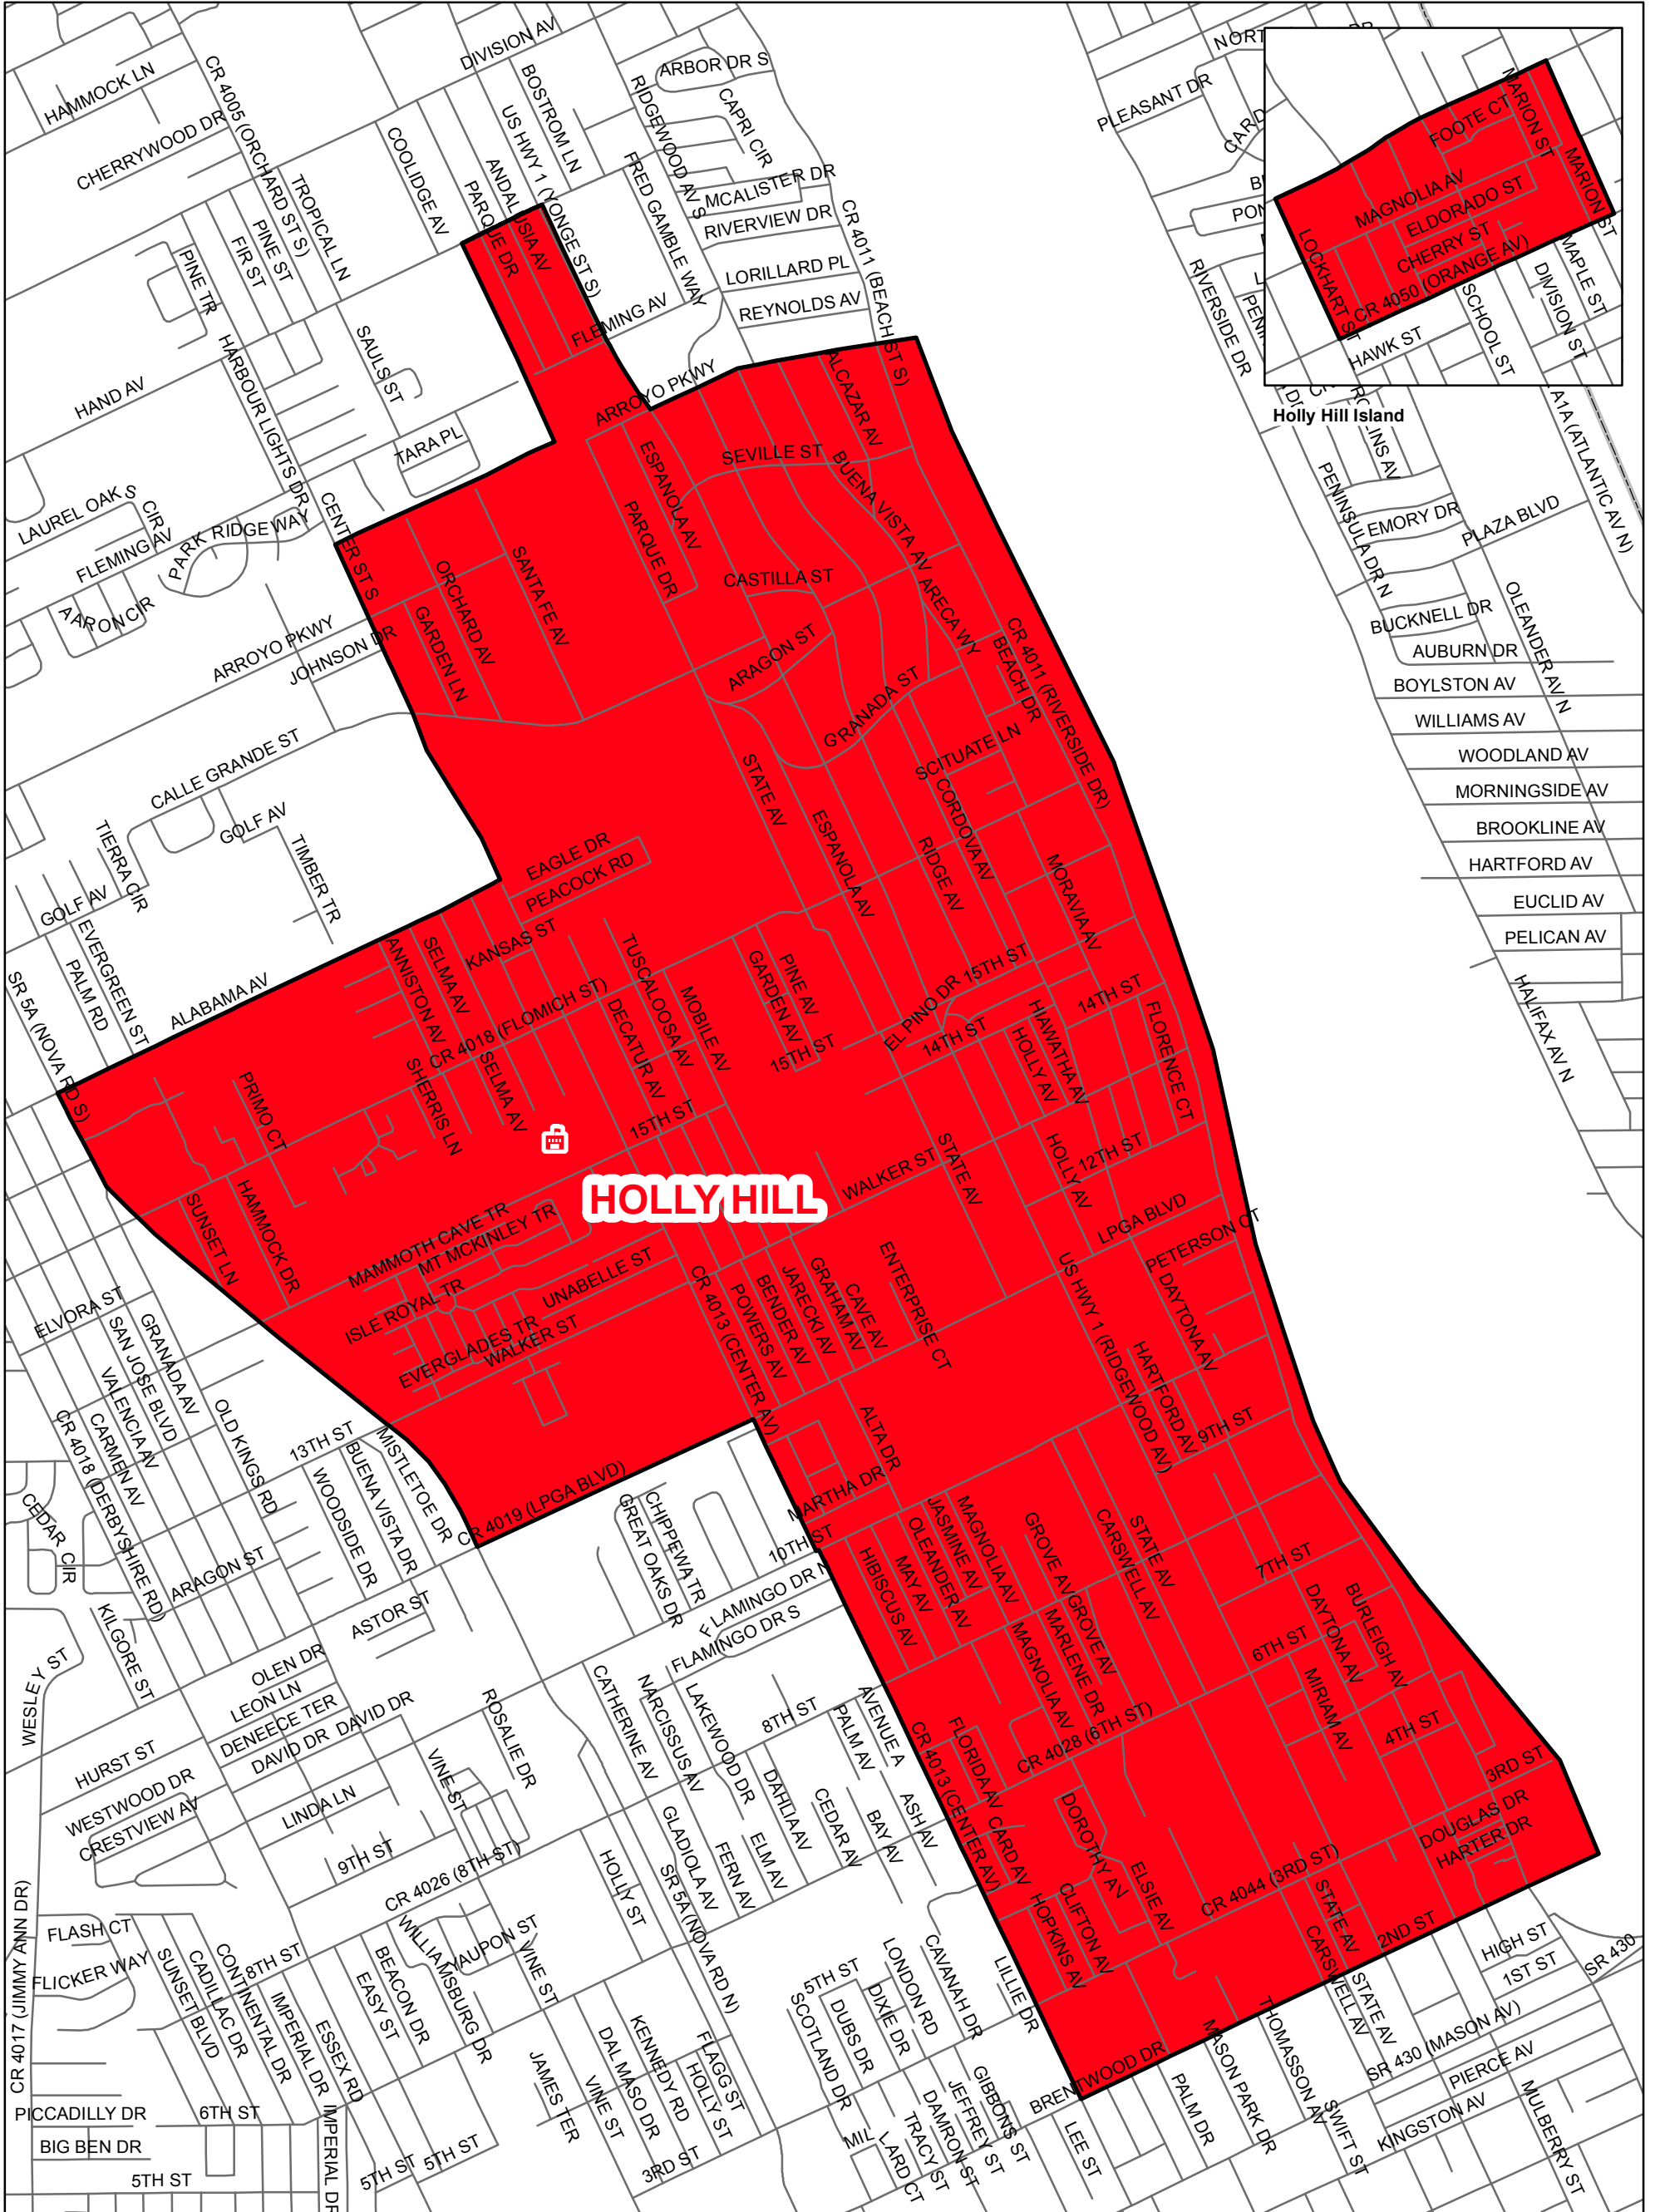 HAMMOCK LN
CHERRYWOOD DR
CR 4005 (ORCHARD ST S)
TROPICAL LN
DIVISION AV
BOSTROM LN
US HWY 1 (YONGE ST S)
COOLIDGE AV
ANDALUSIA AV
PARQUE DR
RIDGEWOOD AV S
ARBOR DR S
CAPRI CIR
FRED GAMBLE WAY
MCALISTER DR
RIVERVIEW DR
CR 4011 (BEACH ST S)
LORILLARD PL
REYNOLDS AV
FLEMING AV
PINE ST
FIR ST
PINE TR
SAULS ST
HARBOUR LIGHTS DR
HAND AV
TARA PL
ARROYO PKWY
ALCAZAR AV
SEVILLE ST
BUENA VISTA AV
ESPANOLA AV
PARQUE DR
CASTILLA ST
ARECA WY
LAUREL OAKS
CIR
FLEMING AV
PARK RIDGE WAY
CENTER ST S
AARON CIR
ARROYO PKWY
JOHNSON DR
ORCHARD AV
GARDEN LN
SANTA FE AV
ARAGON ST
GRANADA ST
BEACH DR
CR 4011 (RIVERSIDE DR)
SCITUATE LN
CORDOVA AV
STATE AV
ESPANOLA AV
RIDGE AV
MORAVIA AV
CALLE GRANDE ST
GOLF AV
TIERRA CIR
TIMBER TR
GOLF AV
EVERGREEN ST
PALM RD
SR 5A (NOVA RD S)
ALABAMA AV
EAGLE DR
PEACOCK RD
KANSAS ST
SELMA AV
ANNISTON AV
CR 4018 (FLOMICH ST)
TUSCALOOSA AV
MOBILE AV
DECATUR AV
GARDEN AV
PINE AV
15TH ST
EL PINO DR
15TH ST
14TH ST
14TH ST
HIAWATHA AV
HOLLY AV
FLORENCE CT
PRIMO CT
SHERRIS LN
SELMA AV
15TH ST
HOLLY HILL
WALKER ST
STATE AV
HOLLY AV
12TH ST
LPGA BLVD
PETERSON CT
SUNSET LN
HAMMOCK DR
MAMMOTH CAVE TR
MT MCKINLEY TR
ISLE ROYAL TR
UNABELLE ST
EVERGLADES TR
WALKER ST
CR 4013 (CENTER AV)
POWERS AV
BENDER AV
JARECKI AV
GRAHAM AV
CAVE AV
ENTERPRISE CT
US HWY 1 (RIDGEWOOD AV)
DAYTONA AV
HARTFORD AV
9TH ST
ELVORA ST
GRANADA AV
SAN JOSE BLVD
VALENCIA AV
CARMEN AV
CR 4018 (DERBYSHIRE RD)
OLD KINGS RD
13TH ST
MISTLETOE DR
BUENA VISTA DR
WOODSIDE DR
CR 4019 (LPGA BLVD)
ALTA DR
MARTHA DR
10TH ST
CHIPPEWA TR
GREAT OAKS DR
FLAMINGO DR N
FLAMINGO DR S
CEDAR CIR
ARAGON ST
ASTOR ST
KILGORE ST
WESLEY ST
OLEN DR
LEON LN
DENEECE TER
DAVID DR
DAVID DR
HURST ST
WESTWOOD DR
CRESTVIEW AV
LINDA LN
9TH ST
VINE ST
ROSALIE DR
CR 4026 (8TH ST)
CATHERINE AV
NARCISSUS AV
LAKEWOOD DR
8TH ST
PALM AV
AVENUE A
DAHLIA AV
CEDAR AV
BAY AV
ASH AV
GLADIOLA AV
FERN AV
ELM AV
HOLLY ST
SR 5A (NOVA RD N)
HIBISCUS AV
MAY AV
OLEANDER AV
JASMINE AV
MAGNOLIA AV
GROVE AV
GROVE AV
CARSWELL AV
STATE AV
7TH ST
MARLENE DR
MAGNOLIA AV
6TH ST
DAYTONA AV
BURLEIGH AV
MIRIAM AV
4TH ST
3RD ST
CR 4028 (6TH ST)
FLORIDA AV
CARD AV
CR 4013 (CENTER AV)
DOROTHY AV
ELSIE AV
CLIFTON AV
HOPKINS AV
CR 4044 (3RD ST)
DOUGLAS DR
HARTER DR
STATE AV
CARSWELL AV
2ND ST
STATE AV
HIGH ST
1ST ST
SR 430
SR 430 (MASON AV)
PIERCE AV
KINGSTON AV
MULBERRY ST
THOMASSON AV
SWIFT ST
MASON PARK DR
PALM DR
BRENTWOOD DR
LEE ST
CR 4017 (JIMMY ANN DR)
FLASH CT
FLICKER WAY
SUNSET BLVD
CADILLAC DR
CONTINENTAL DR
IMPERIAL DR
ESSEX RD
8TH ST
EASY ST
BEACON DR
WILLIAMSBURG DR
YAUPON ST
VINE ST
JAMES TER
VINE ST
DAL MASO DR
KENNEDY RD
HOLLY ST
FLAGG ST
3RD ST
5TH ST
SCOTLAND DR
DUBS DR
DIXIE DR
LONDON RD
CAVANAH DR
LILLIE DR
GIBBONS ST
JEFFREY ST
DAMRON ST
TRACY ST
MILLARD CT
PICCADILLY DR
6TH ST
BIG BEN DR
5TH ST
IMPERIAL DR
5TH ST
5TH ST
PLEASANT DR
RIVERSIDE DR
FOOTE CT
MARION ST
MARION ST
MAGNOLIA AV
ELDORADO ST
CHERRY ST
CR 4050 (ORANGE AV)
LOCKHART ST
HAWK ST
SCHOOL ST
DIVISION ST
MAPLE ST
Holly Hill Island
A1A (ATLANTIC AV N)
PENINSULA DR N
EMORY DR
PLAZA BLVD
BUCKNELL DR
OLEANDER AV N
AUBURN DR
BOYLSTON AV
WILLIAMS AV
WOODLAND AV
MORNINGSIDE AV
BROOKLINE AV
HARTFORD AV
EUCLID AV
PELICAN AV
HALIFAX AV N